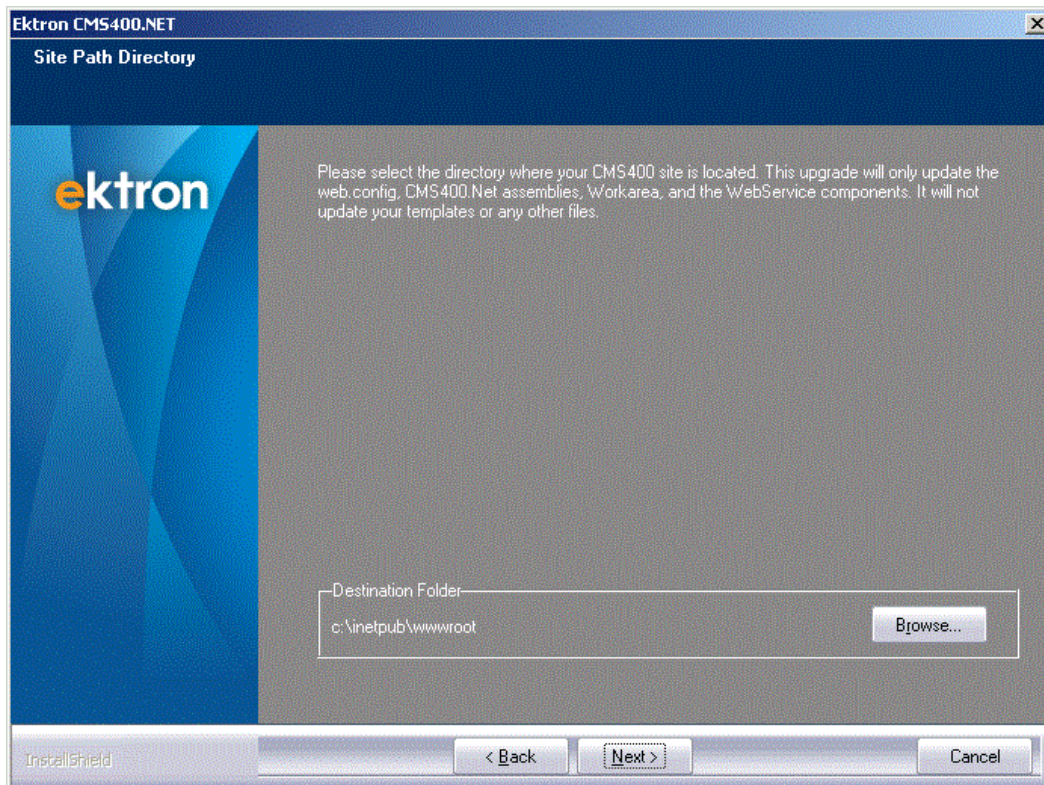 Ektron CMS400.NET
Site Path Directory
ektron
Please select the directory where your CMS400 site is located. This upgrade will only update the
web.config, CMS400.Net assemblies, Workarea, and the WebService components. It will not
update your templates or any other files.
Destination Folder
c:\inetpub\wwwroot
Browse...
InstallShield
< Back
Next >
Cancel